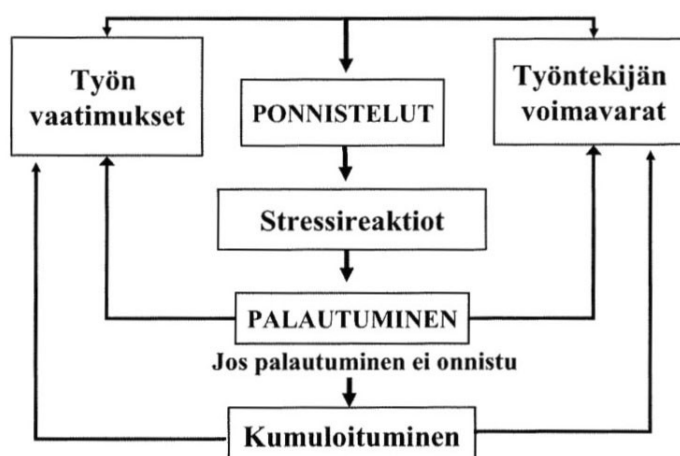 Työn
vaatimukset
PONNISTELUT
Työntekijän
voimavarat
Stressireaktiot
PALAUTUMINEN
Jos palautuminen ei onnistu
Kumuloituminen